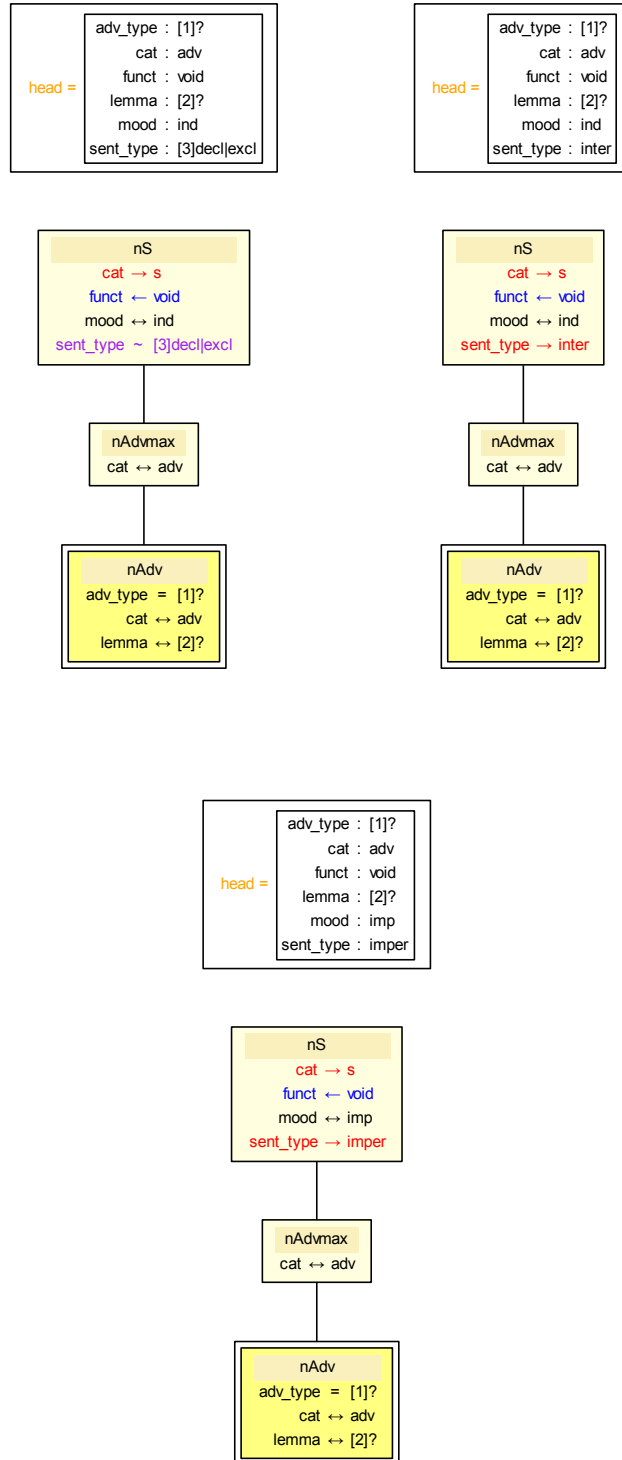 head =
adv_type : [1]?
cat : adv
funct : void
lemma : [2]?
mood : ind
sent_type : [3]decl|excl
nS
cat → s
funct ← void
mood ↔ ind
sent_type ~ [3]decl|excl
nAdvmax
cat ↔ adv
nAdv
adv_type = [1]?
cat ↔ adv
lemma ↔ [2]?
head =
adv_type : [1]?
cat : adv
funct : void
lemma : [2]?
mood : ind
sent_type : inter
nS
cat → s
funct ← void
mood ↔ ind
sent_type → inter
nAdvmax
cat ↔ adv
nAdv
adv_type = [1]?
cat ↔ adv
lemma ↔ [2]?
head =
adv_type : [1]?
cat : adv
funct : void
lemma : [2]?
mood : imp
sent_type : imper
nS
cat → s
funct ← void
mood ↔ imp
sent_type → imper
nAdvmax
cat ↔ adv
nAdv
adv_type = [1]?
cat ↔ adv
lemma ↔ [2]?